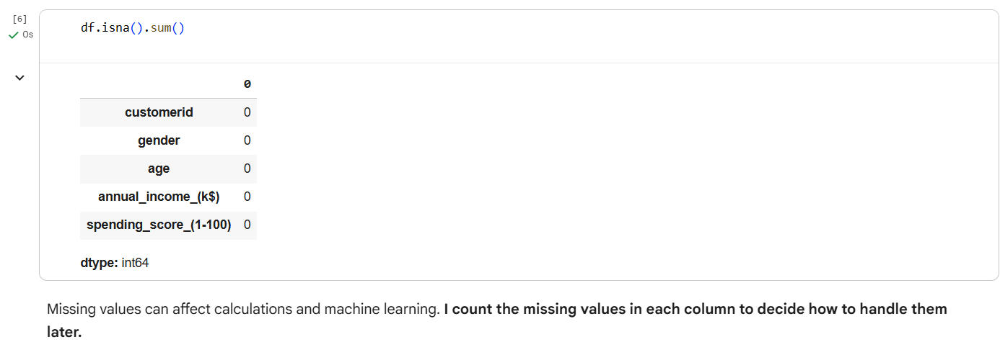 [6]
0s
df.isna().sum()
0
customerid 0
gender 0
age 0
annual_income_(k$) 0
spending_score_(1-100) 0
dtype: int64
Missing values can affect calculations and machine learning. I count the missing values in each column to decide how to handle them
later.